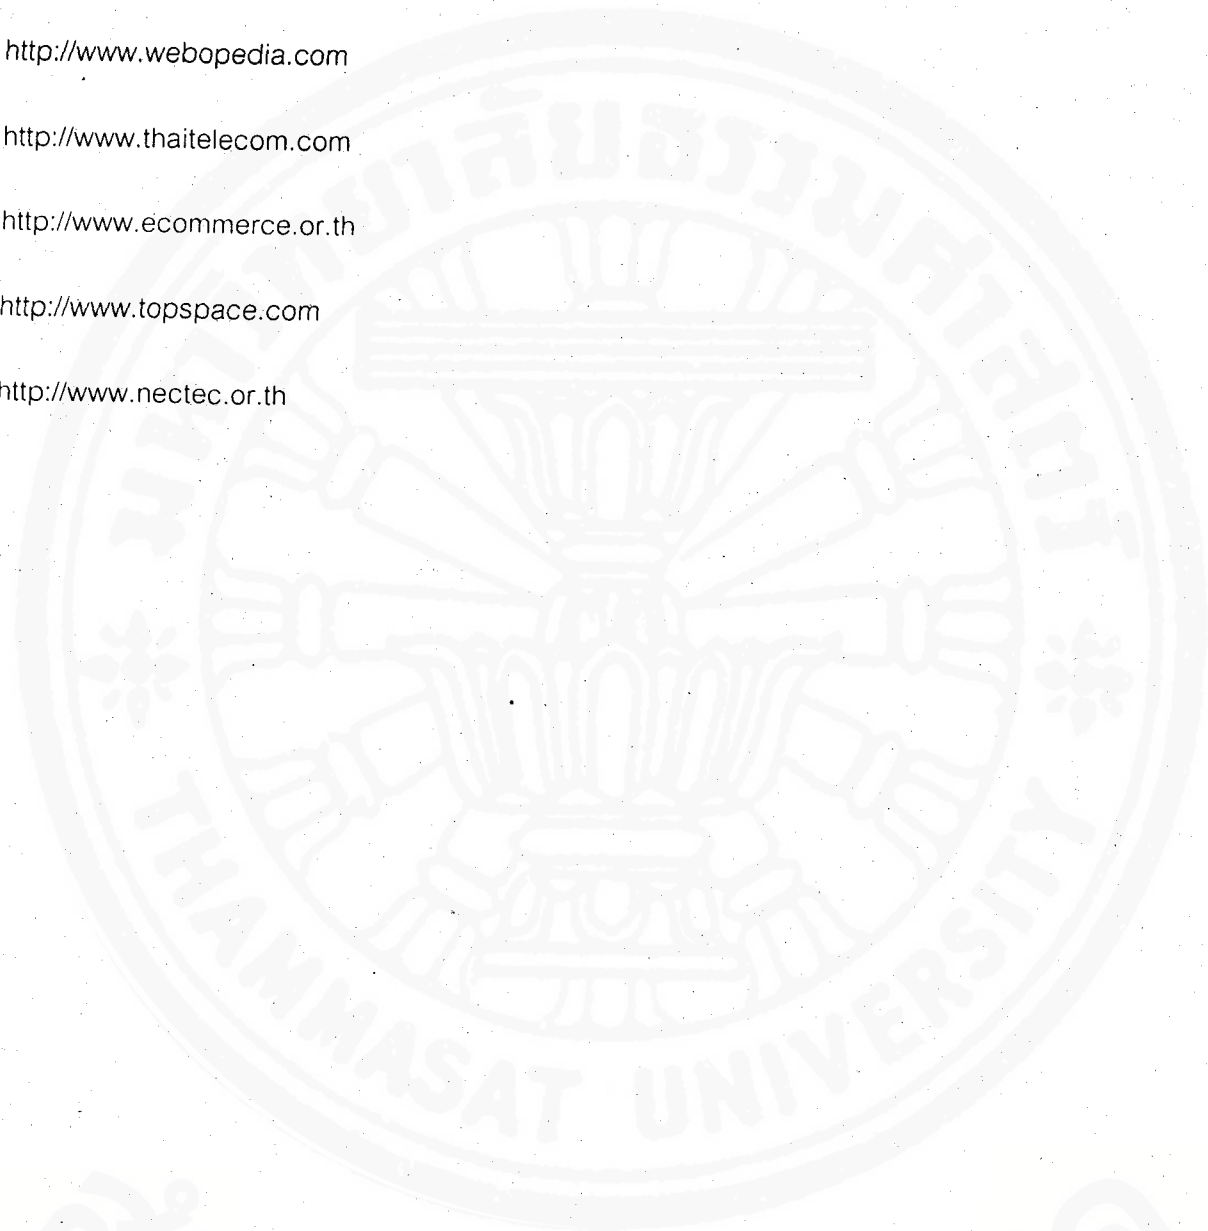 http://www.webopedia.com
http://www.thaitelecom.com
http://www.ecommerce.or.th
http://www.topspace.com
http://www.nectec.or.th
มหาวิทยาลัยธรรมศาสตร์
THAMMASAT UNIVERSITY